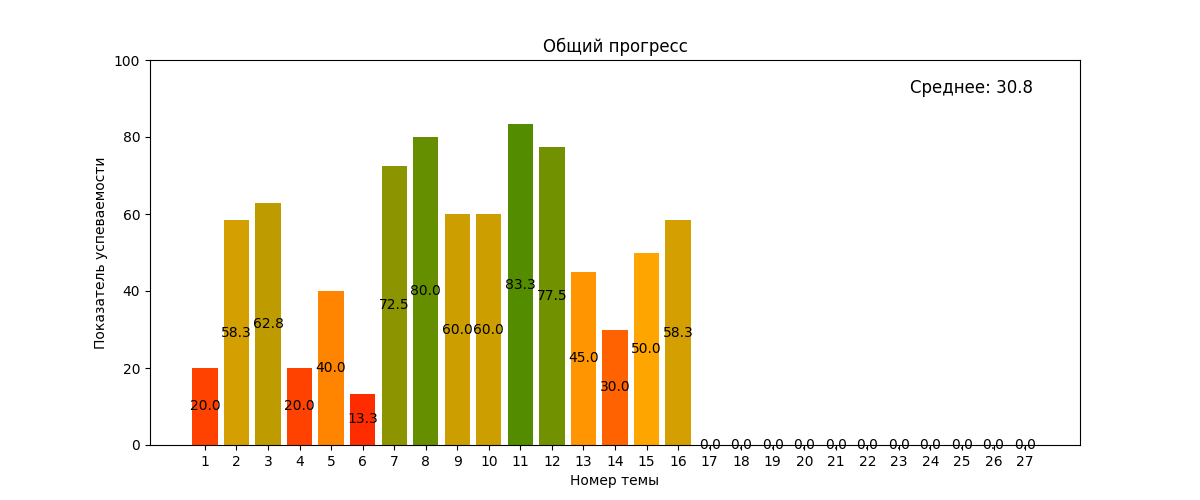 Общий прогресс
Среднее: 30.8
Показатель успеваемости
100
80
60
40
20
0
20.0 58.3 62.8 20.0 40.0 13.3 72.5 80.0 60.0 60.0 83.3 77.5 45.0 30.0 50.0 58.3 0.0 0.0 0.0 0.0 0.0 0.0 0.0 0.0 0.0 0.0 0.0
1 2 3 4 5 6 7 8 9 10 11 12 13 14 15 16 17 18 19 20 21 22 23 24 25 26 27
Номер темы